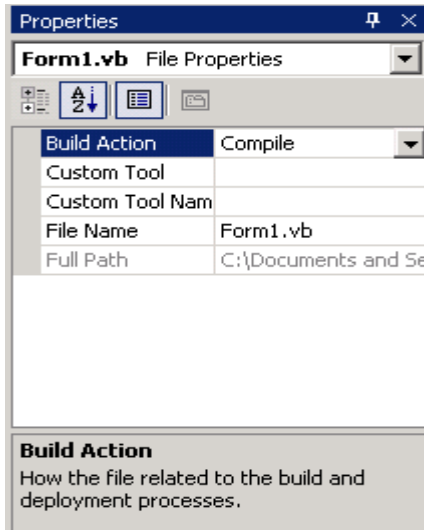 Properties
Form1.vb File Properties
Build Action Compile
Custom Tool
Custom Tool Nam
File Name Form1.vb
Full Path C:\Documents and Se
Build Action
How the file related to the build and
deployment processes.